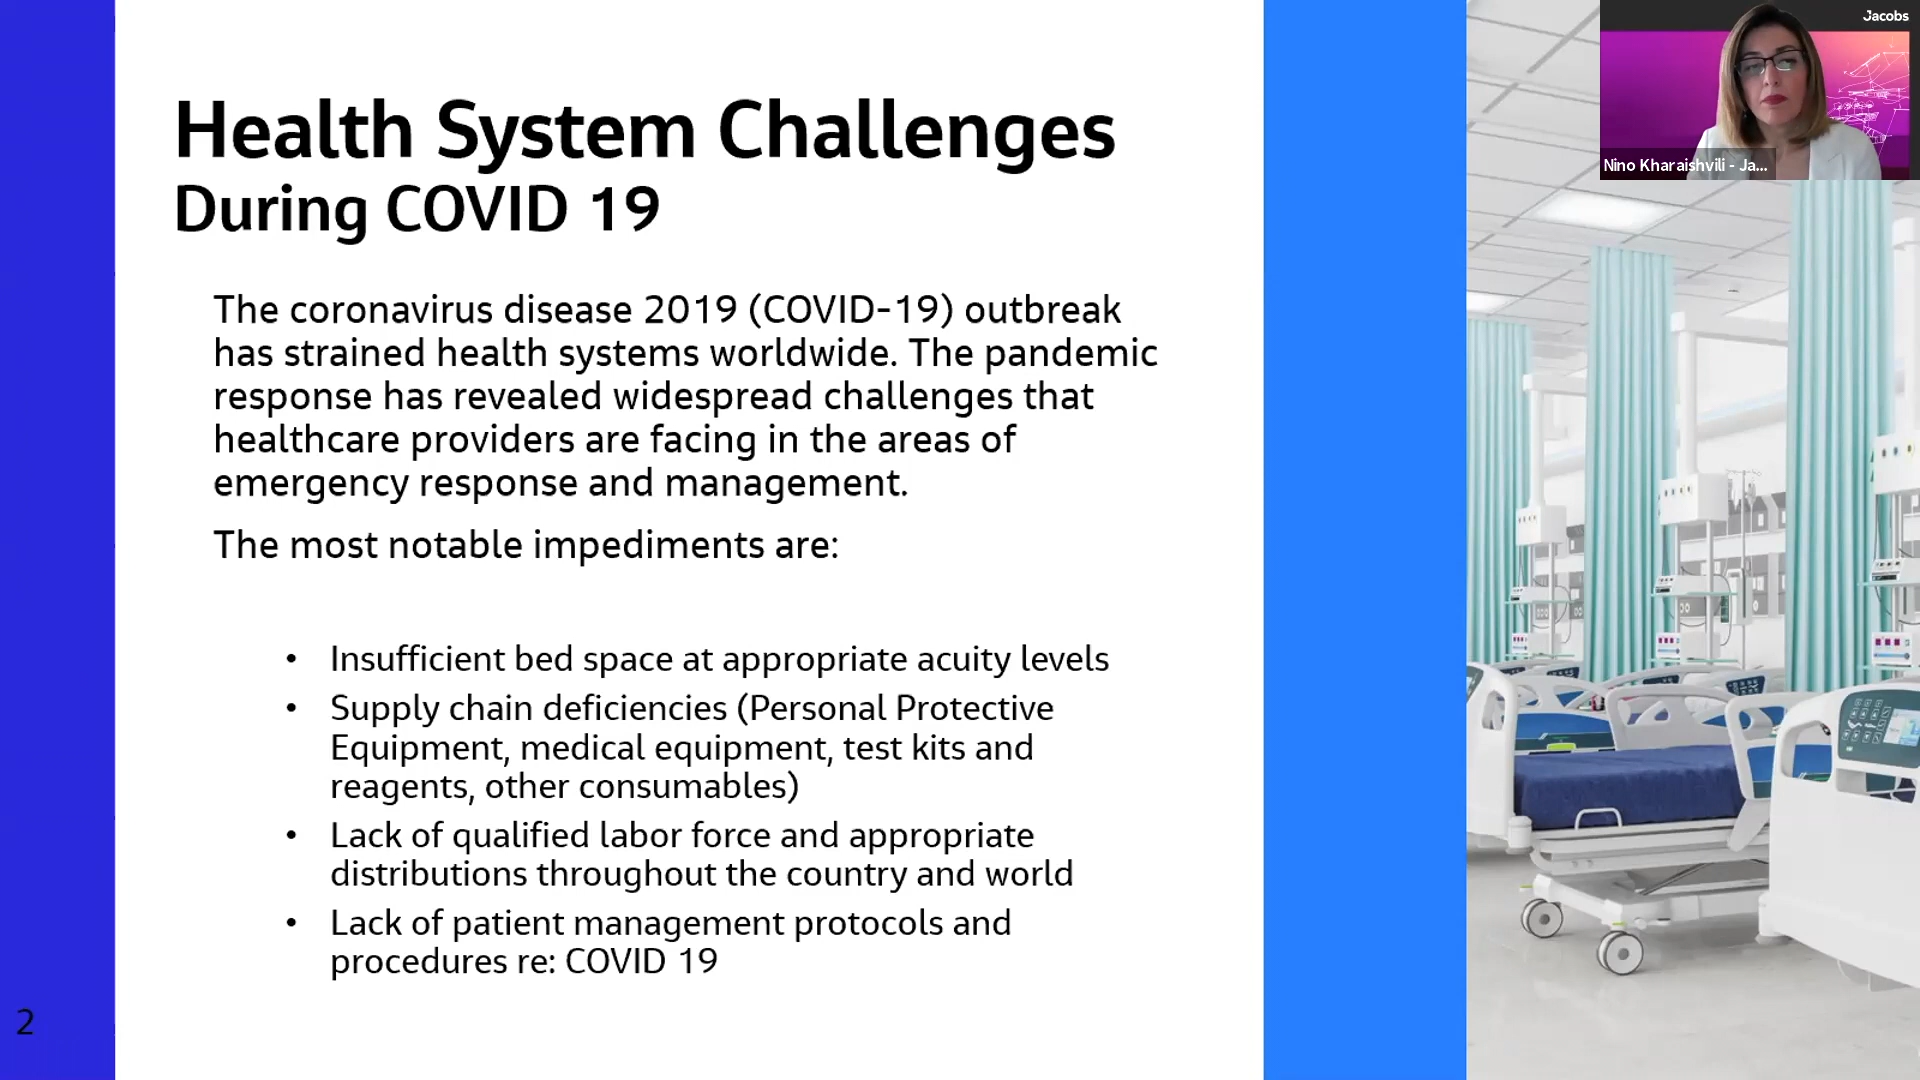 Health System Challenges
During COVID 19
The coronavirus disease 2019 (COVID-19) outbreak
has strained health systems worldwide. The pandemic
response has revealed widespread challenges that
healthcare providers are facing in the areas of
emergency response and management.
The most notable impediments are:
• Insufficient bed space at appropriate acuity levels
• Supply chain deficiencies (Personal Protective
Equipment, medical equipment, test kits and
reagents, other consumables)
• Lack of qualified labor force and appropriate
distributions throughout the country and world
• Lack of patient management protocols and
procedures re: COVID 19
2
Jacobs
Nino Kharaishvili - Ja...